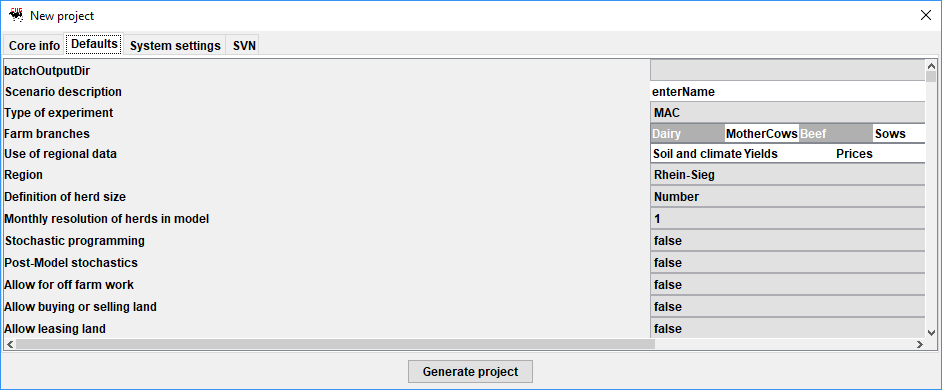 New project
Core info Defaults System settings SVN
batchOutputDir
Scenario description enterName
Type of experiment MAC
Farm branches Dairy MotherCows Beef Sows
Use of regional data Soil and climate Yields Prices
Region Rhein-Sieg
Definition of herd size Number
Monthly resolution of herds in model 1
Stochastic programming false
Post-Model stochastics false
Allow for off farm work false
Allow buying or selling land false
Allow leasing land false
Generate project